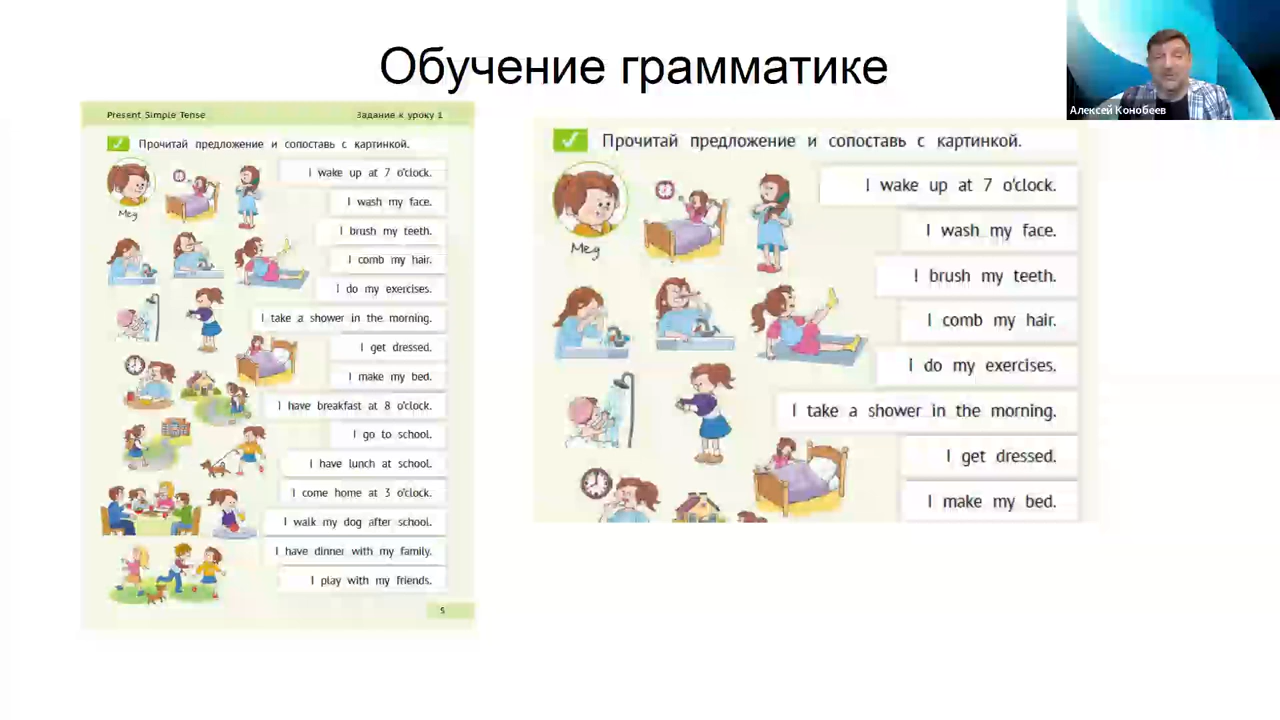 Обучение грамматике
Алексей Конобеев
Present Simple Tense
Задание к уроку 1
Прочитай предложение и сопоставь с картинкой.
Мед
I wake up at 7 o'clock.
I wash my face.
I brush my teeth.
I comb my hair.
I do my exercises.
I take a shower in the morning.
I get dressed.
I make my bed.
I have breakfast at 8 o'clock.
I go to school.
I have lunch at school.
I come home at 3 o'clock.
I walk my dog after school.
I have dinner with my family.
I play with my friends.
5
Прочитай предложение и сопоставь с картинкой.
Meg
I wake up at 7 o'clock.
I wash my face.
I brush my teeth.
I comb my hair.
I do my exercises.
I take a shower in the morning.
I get dressed.
I make my bed.